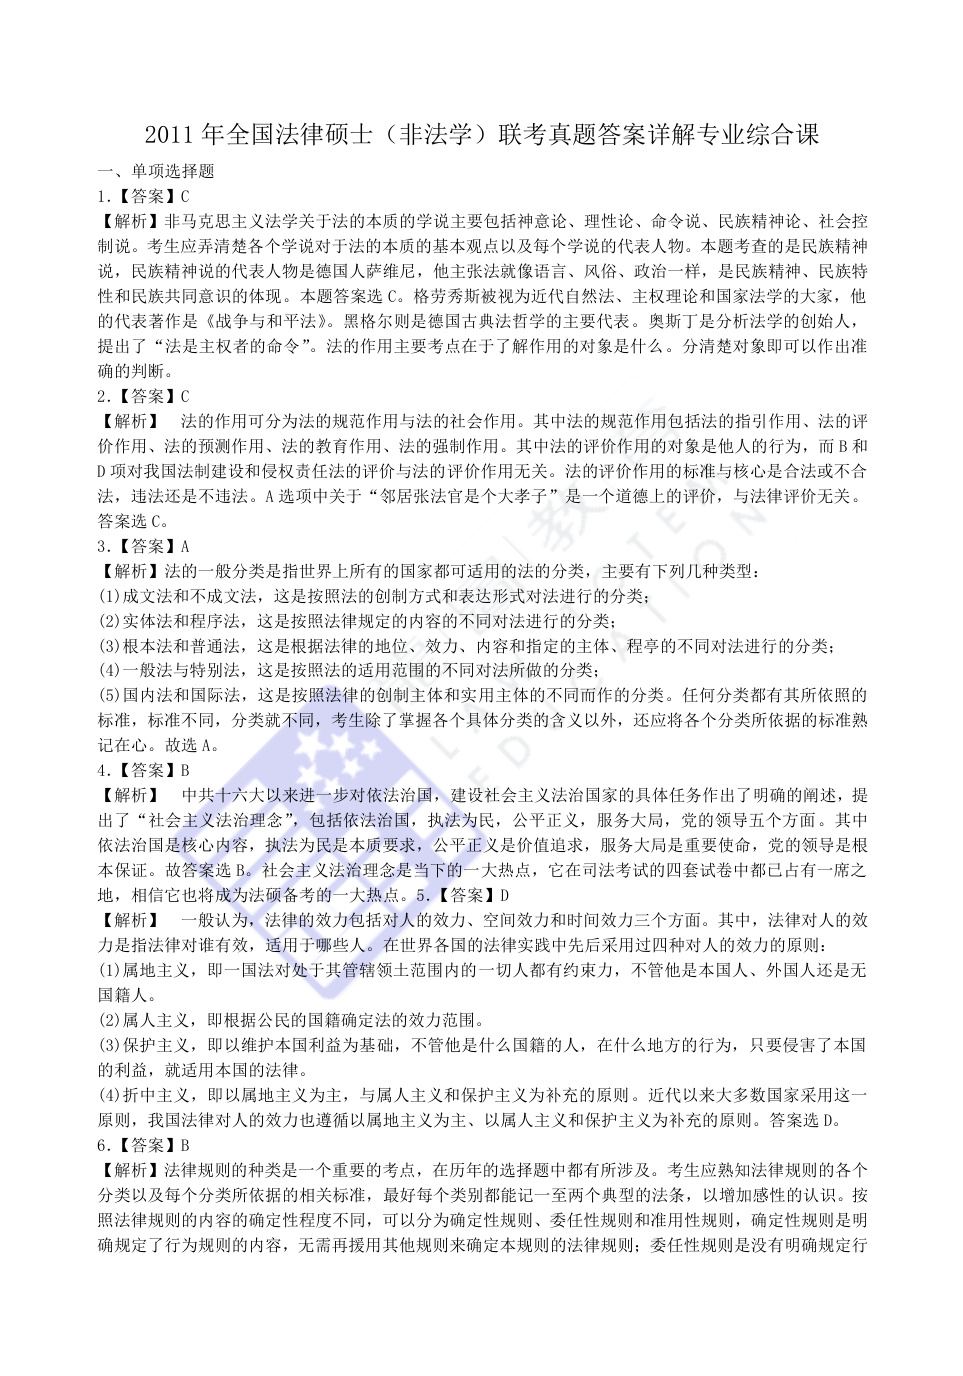 2011 年全国法律硕士（非法学）联考真题答案详解专业综合课
一、单项选择题
1.【答案】C
【解析】非马克思主义法学关于法的本质的学说主要包括神意论、理性论、命令说、民族精神论、社会控
制说。考生应弄清楚各个学说对于法的本质的基本观点以及每个学说的代表人物。本题考查的是民族精神
说，民族精神说的代表人物是德国人萨维尼，他主张法就像语言、风俗、政治一样，是民族精神、民族特
性和民族共同意识的体现。本题答案选 C。格劳秀斯被视为近代自然法、主权理论和国家法学的大家，他
的代表著作是《战争与和平法》。黑格尔则是德国古典法哲学的主要代表。奥斯丁是分析法学的创始人，
提出了“法是主权者的命令”。法的作用主要考点在于了解作用的对象是什么。分清楚对象即可以作出准
确的判断。
2.【答案】C
【解析】　法的作用可分为法的规范作用与法的社会作用。其中法的规范作用包括法的指引作用、法的评
价作用、法的预测作用、法的教育作用、法的强制作用。其中法的评价作用的对象是他人的行为，而 B 和
D 项对我国法制建设和侵权责任法的评价与法的评价作用无关。法的评价作用的标准与核心是合法或不合
法，违法还是不违法。A 选项中关于“邻居张法官是个大孝子”是一个道德上的评价，与法律评价无关。
答案选 C。
3.【答案】A
【解析】法的一般分类是指世界上所有的国家都可适用的法的分类，主要有下列几种类型：
(1)成文法和不成文法，这是按照法的创制方式和表达形式对法进行的分类；
(2)实体法和程序法，这是按照法律规定的内容的不同对法进行的分类；
(3)根本法和普通法，这是根据法律的地位、效力、内容和指定的主体、程亭的不同对法进行的分类；
(4)一般法与特别法，这是按照法的适用范围的不同对法所做的分类；
(5)国内法和国际法，这是按照法律的创制主体和实用主体的不同而作的分类。任何分类都有其所依照的
标准，标准不同，分类就不同，考生除了掌握各个具体分类的含义以外，还应将各个分类所依据的标准熟
记在心。故选 A。
4.【答案】B
【解析】　中共十六大以来进一步对依法治国，建设社会主义法治国家的具体任务作出了明确的阐述，提
出了“社会主义法治理念”，包括依法治国，执法为民，公平正义，服务大局，党的领导五个方面。其中
依法治国是核心内容，执法为民是本质要求，公平正义是价值追求，服务大局是重要使命，党的领导是根
本保证。故答案选 B。社会主义法治理念是当下的一大热点，它在司法考试的四套试卷中都已占有一席之
地，相信它也将成为法硕备考的一大热点。5.【答案】D
【解析】　一般认为，法律的效力包括对人的效力、空间效力和时间效力三个方面。其中，法律对人的效
力是指法律对谁有效，适用于哪些人。在世界各国的法律实践中先后采用过四种对人的效力的原则：
(1)属地主义，即一国法对处于其管辖领土范围内的一切人都有约束力，不管他是本国人、外国人还是无
国籍人。
(2)属人主义，即根据公民的国籍确定法的效力范围。
(3)保护主义，即以维护本国利益为基础，不管他是什么国籍的人，在什么地方的行为，只要侵害了本国
的利益，就适用本国的法律。
(4)折中主义，即以属地主义为主，与属人主义和保护主义为补充的原则。近代以来大多数国家采用这一
原则，我国法律对人的效力也遵循以属地主义为主、以属人主义和保护主义为补充的原则。答案选 D。
6.【答案】B
【解析】法律规则的种类是一个重要的考点，在历年的选择题中都有所涉及。考生应熟知法律规则的各个
分类以及每个分类所依据的相关标准，最好每个类别都能记一至两个典型的法条，以增加感性的认识。按
照法律规则的内容的确定性程度不同，可以分为确定性规则、委任性规则和准用性规则，确定性规则是明
确规定了行为规则的内容，无需再援用其他规则来确定本规则的法律规则；委任性规则是没有明确规定行